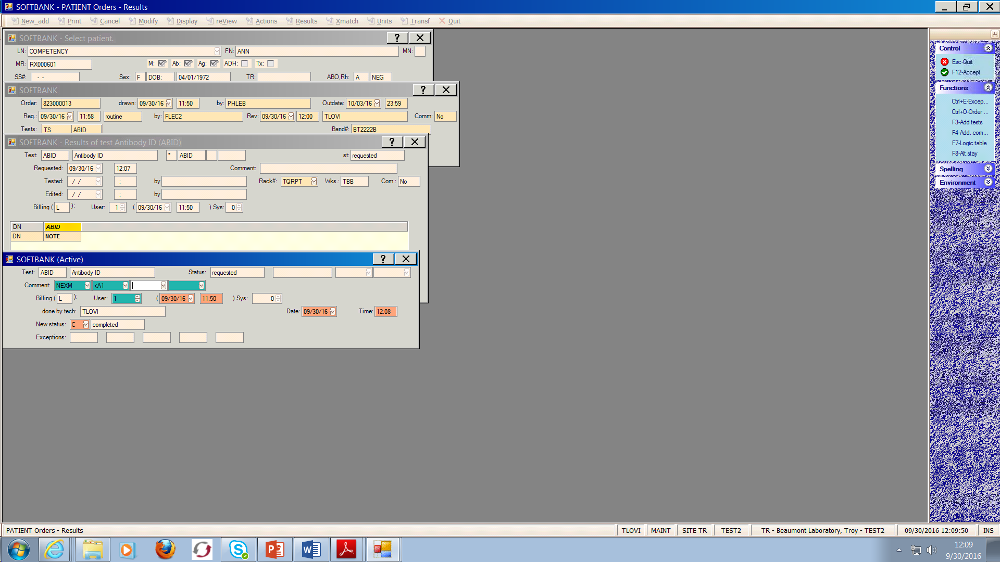 SOFTBANK - PATIENT Orders - Results
New_add Print Cancel Modify Display reView Actions Results Xmatch Units Transf Quit
SOFTBANK - Select patient.
LN: COMPETENCY FN: ANN MN:
MR: RX000601 M: Ab: Ag: ADH: Tx:
SS#: - - Sex: F DOB: 04/01/1972 TR: ABO,Rh: A NEG
SOFTBANK
Order: 823000013 drawn: 09/30/16 11:50 by: PHLEB Outdate: 10/03/16 23:59
Req.: 09/30/16 11:58 routine by: FLEC2 Rev: 09/30/16 12:00 TLOVI Comm: No
Tests: TS ABID Band#: BT2222B
SOFTBANK - Results of test Antibody ID (ABID)
Test: ABID Antibody ID * ABID st: requested
Requested: 09/30/16 12:07 Comment:
Tested: / / : by Rack#: TQRPT Wks.: TBB Com.: No
Edited: / / : by
Billing ( L ): User: 1 ( 09/30/16 11:50 ) Sys: 0
DN ABID
DN NOTE
SOFTBANK (Active)
Test: ABID Antibody ID Status: requested
Comment: NEXM <A1
Billing ( L ): User: 1 ( 09/30/16 11:50 ) Sys: 0
done by tech: TLOVI Date: 09/30/16 Time: 12:08
New status: C completed
Exceptions:
Control
Esc-Quit
F12-Accept
Functions
Ctrl+E-Excep...
Ctrl+O-Order ...
F3-Add tests
F4-Add. com...
F7-Logic table
F8-Alt.stay
Spelling
Environment
PATIENT Orders - Results TLOVI MAINT SITE TR TEST2 TR - Beaumont Laboratory, Troy - TEST2 09/30/2016 12:09:50 INS
12:09
9/30/2016